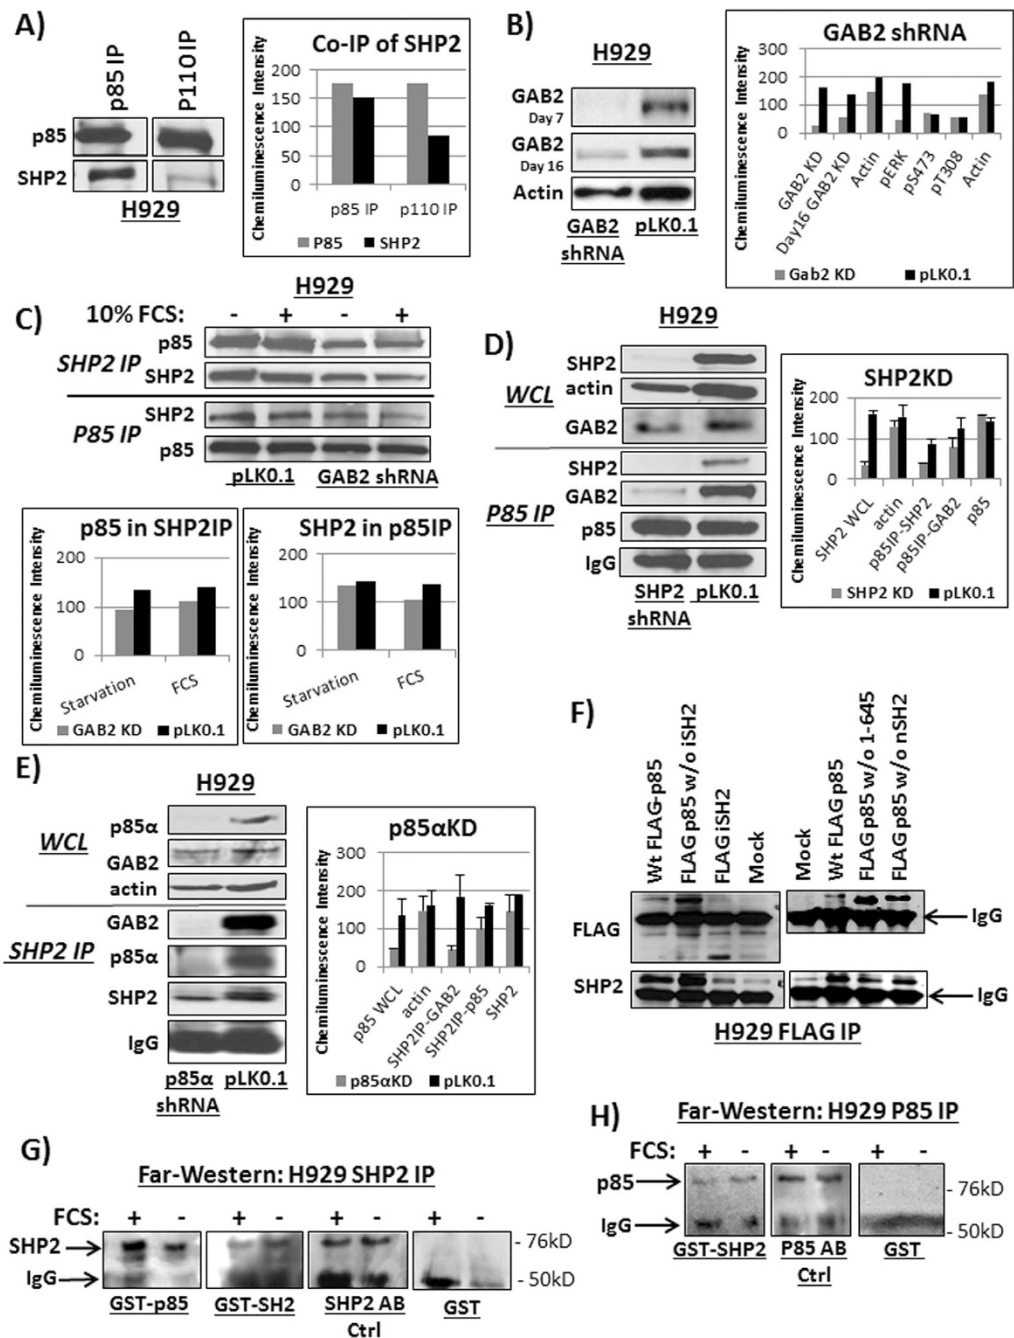 A)
p85 IP
P110 IP
p85
SHP2
H929
Co-IP of SHP2
Chemiluminescence Intensity
200
150
100
50
0
p85 IP
p110 IP
P85
SHP2
B)
H929
GAB2
Day 7
GAB2
Day 16
Actin
GAB2
shRNA
pLK0.1
GAB2 shRNA
Chemiluminescence Intensity
300
200
100
0
GAB2 KD
Day16 GAB2 KD
Actin
pERK
pS473
pT308
Actin
Gab2 KD
pLK0.1
C)
H929
10% FCS: - + - +
SHP2 IP
p85
SHP2
P85 IP
SHP2
p85
pLK0.1
GAB2 shRNA
p85 in SHP2IP
Chemiluminescence Intensity
200
100
0
Starvation
FCS
GAB2 KD
pLK0.1
SHP2 in p85IP
Chemiluminescence Intensity
200
100
0
Starvation
FCS
GAB2 KD
pLK0.1
D)
H929
WCL
SHP2
actin
GAB2
P85 IP
SHP2
GAB2
p85
IgG
SHP2
shRNA
pLK0.1
SHP2KD
Chemiluminescence Intensity
200
100
0
SHP2 WCL
actin
p85IP-SHP2
p85IP-GAB2
p85
SHP2 KD
pLK0.1
E)
H929
WCL
p85α
GAB2
actin
SHP2 IP
GAB2
p85α
SHP2
IgG
p85α
shRNA
pLK0.1
p85αKD
Chemiluminescence Intensity
300
200
100
0
p85 WCL
actin
SHP2IP-GAB2
SHP2IP-p85
SHP2
p85αKD
pLK0.1
F)
Wt FLAG-p85
FLAG p85 w/o iSH2
FLAG iSH2
Mock
Mock
Wt FLAG p85
FLAG p85 w/o 1-645
FLAG p85 w/o nSH2
FLAG
IgG
SHP2
IgG
H929 FLAG IP
G)
Far-Western: H929 SHP2 IP
FCS: + - + - + - + -
SHP2
IgG
- 76kD
- 50kD
GST-p85
GST-SH2
SHP2 AB
Ctrl
GST
H)
Far-Western: H929 P85 IP
FCS: + - + - + -
p85
IgG
- 76kD
- 50kD
GST-SHP2
P85 AB
Ctrl
GST